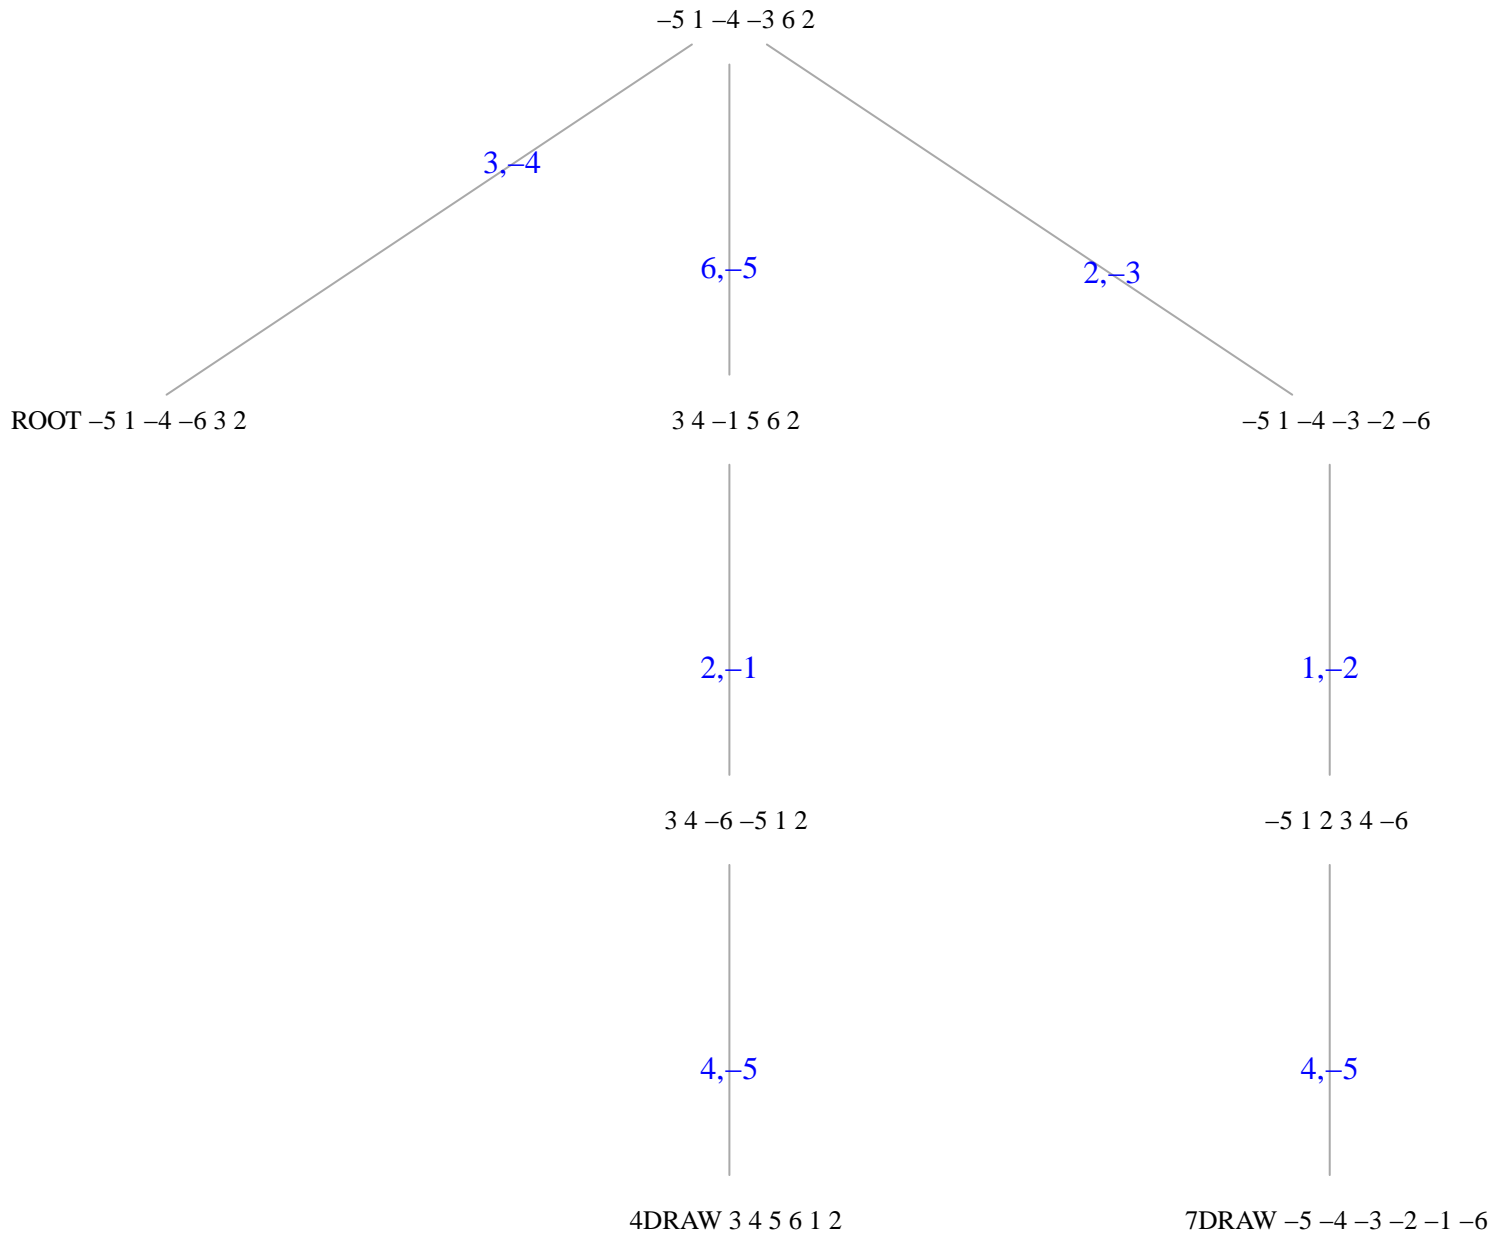 –5 1 –4 –3 6 2
3,–4
6,–5
2,–3
ROOT –5 1 –4 –6 3 2
3 4 –1 5 6 2
–5 1 –4 –3 –2 –6
2,–1
1,–2
3 4 –6 –5 1 2
–5 1 2 3 4 –6
4,–5
4,–5
4DRAW 3 4 5 6 1 2
7DRAW –5 –4 –3 –2 –1 –6